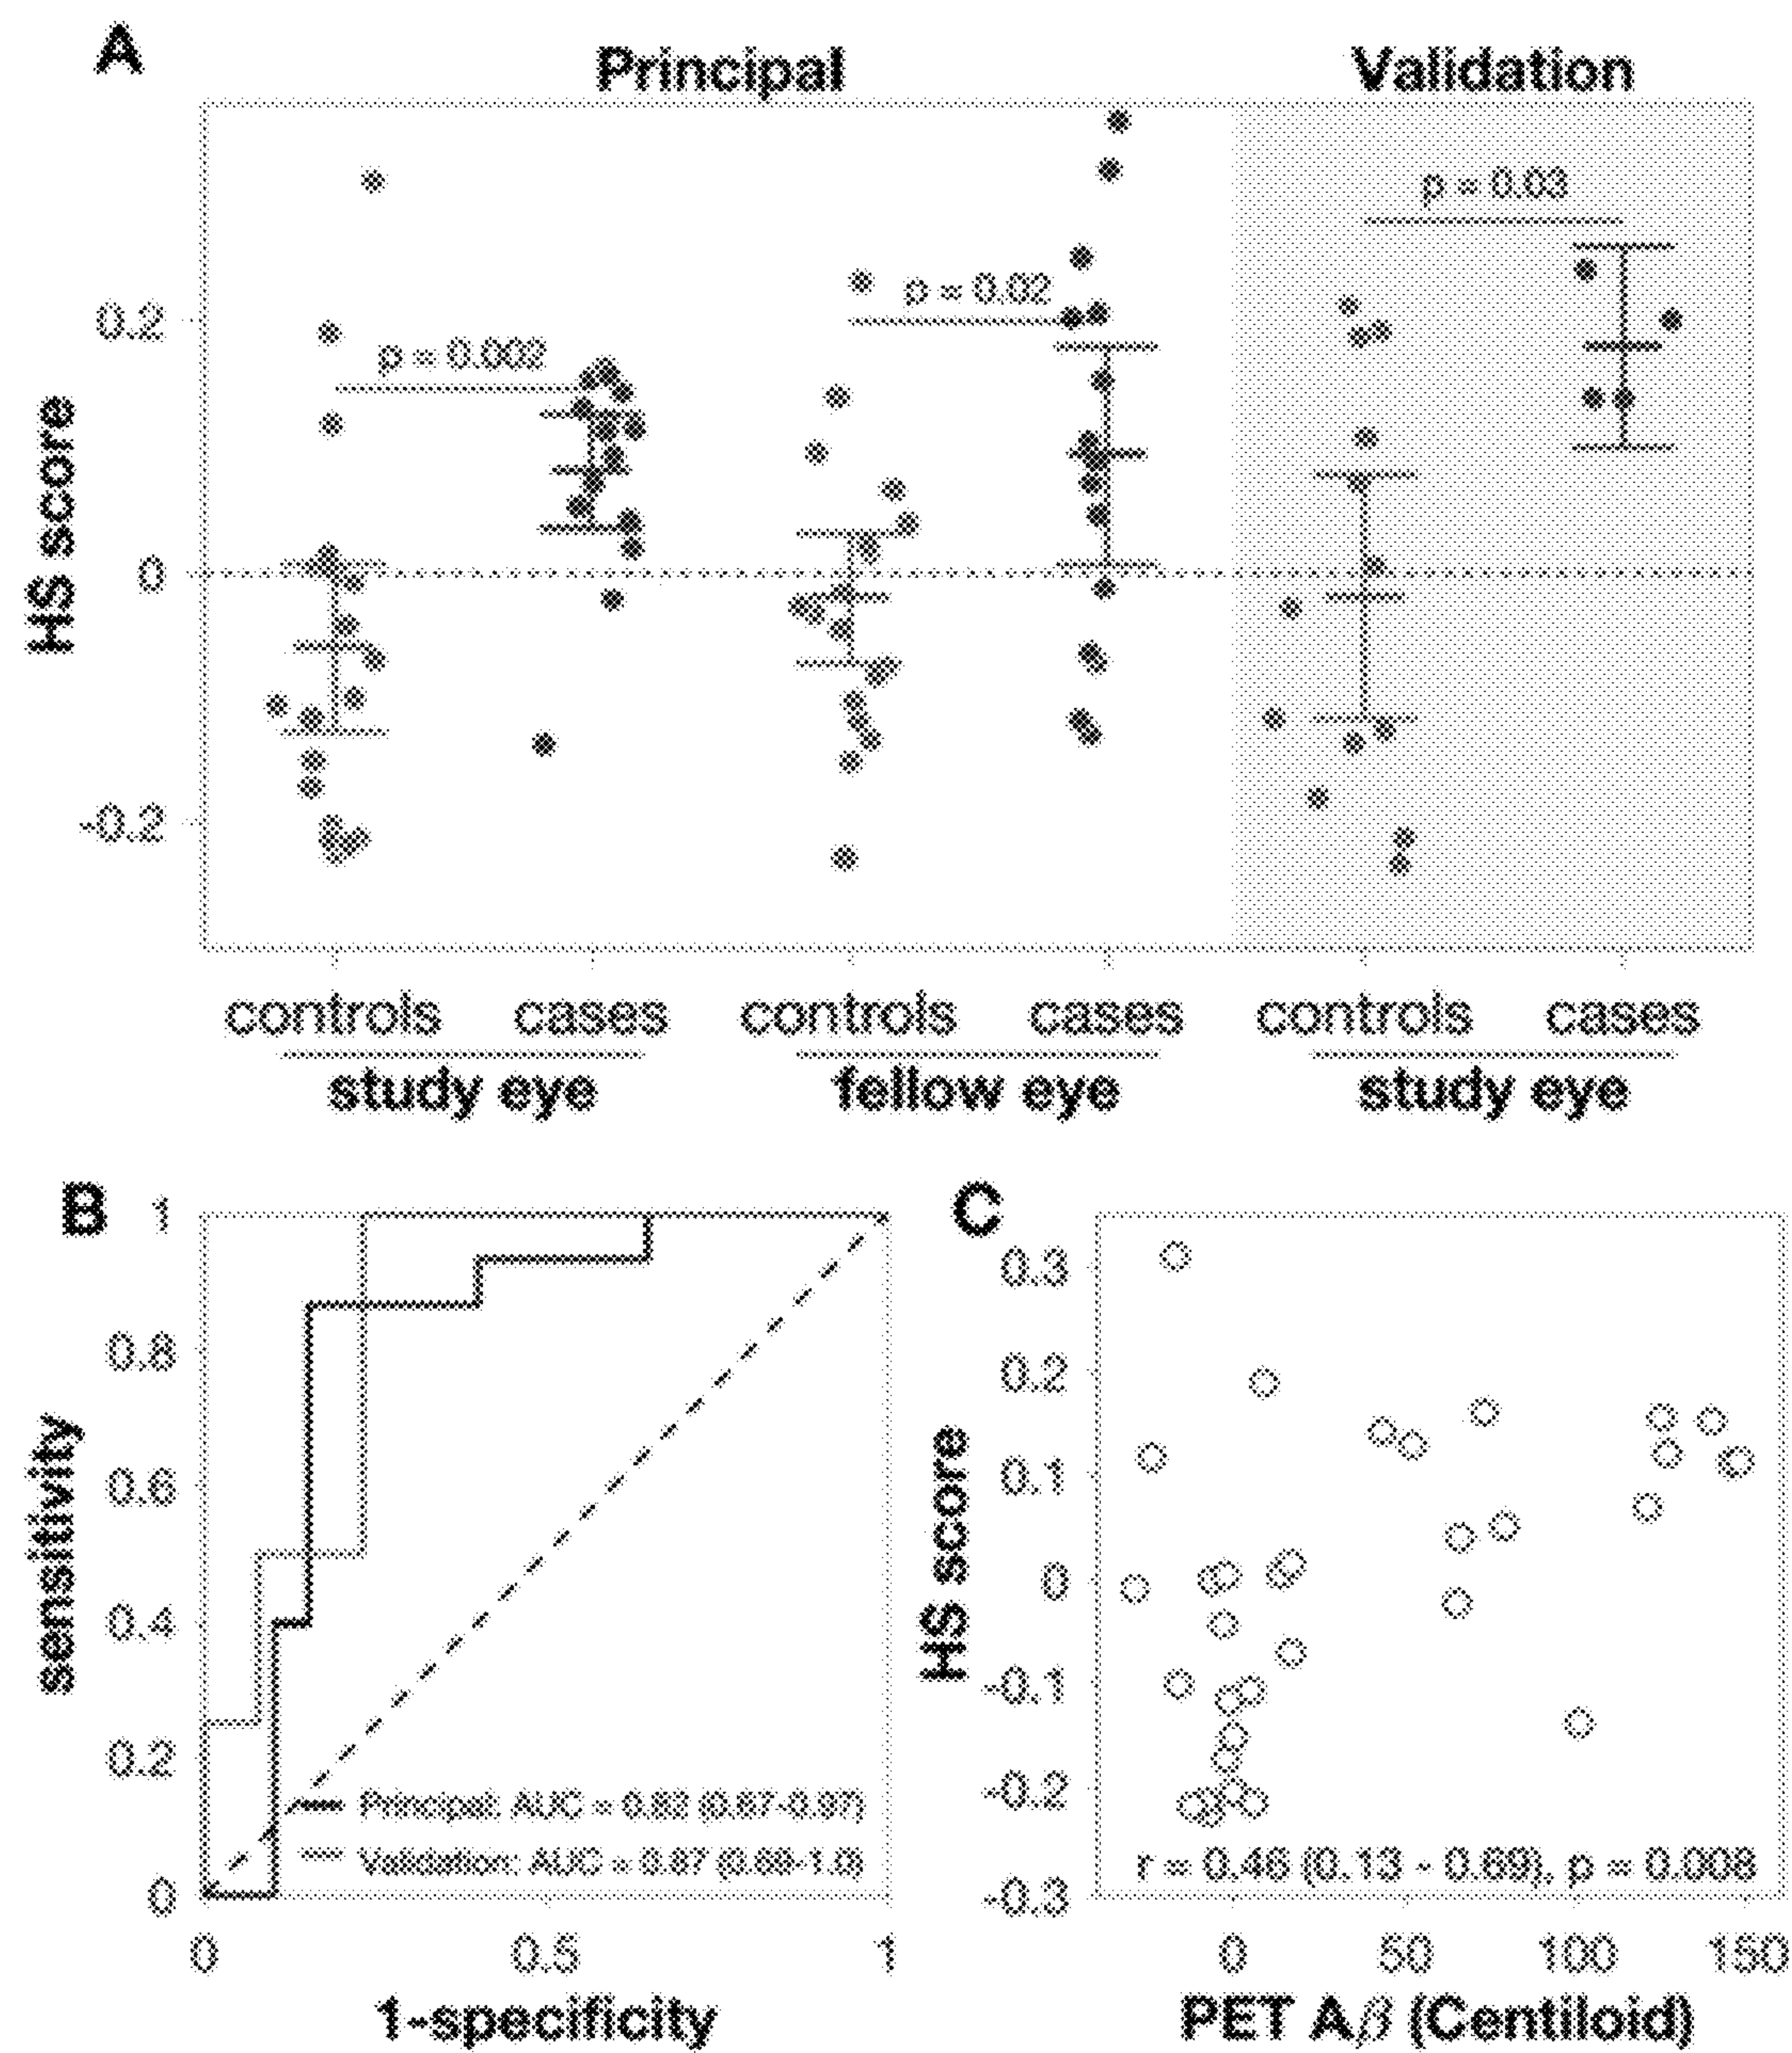 A
Principal
Validation
p = 0.03
p = 0.02
p = 0.002
0.2
0
-0.2
HS score
controls cases controls cases controls cases
study eye fellow eye study eye
B
1
0.8
0.6
0.4
0.2
0
sensitivity
Principal: AUC = 0.82 (0.67-0.97)
Validation: AUC = 0.87 (0.69-1.0)
0 0.5 1
1-specificity
C
0.3
0.2
0.1
0
-0.1
-0.2
-0.3
HS score
r = 0.46 (0.13 - 0.69), p = 0.008
0 50 100 150
PET Aβ (Centiloid)